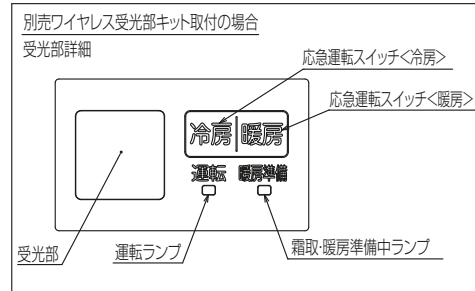 別売ワイヤレス受光部キット取付の場合
受光部詳細
応急運転スイッチ<冷房>
応急運転スイッチ<暖房>
冷房 暖房
運転 暖房準備
受光部
運転ランプ
霜取・暖房準備中ランプ